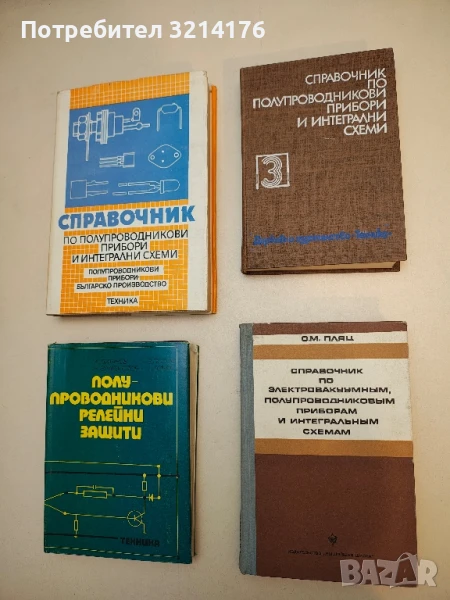 Потребител 3214176
СПРАВОЧНИК
ПО ПОЛУПРОВОДНИКОВИ
ПРИБОРИ
И ИНТЕГРАЛНИ СХЕМИ
ПОЛУПРОВОДНИКОВИ
ПРИБОРИ
БЪЛГАРСКО ПРОИЗВОДСТВО
ТЕХНИКА
СПРАВОЧНИК
ПО
ПОЛУПРОВОДНИКОВИ
ПРИБОРИ
И ИНТЕГРАЛНИ
СХЕМИ
3
ПОЛУ-
ПРОВОДНИКОВИ
РЕЛЕЙНИ
ЗАЩИТИ
ТЕХНИКА
О.М. ПЛЯЦ
СПРАВОЧНИК
ПО
ЭЛЕКТРОВАКУУМНЫМ,
ПОЛУПРОВОДНИКОВЫМ
ПРИБОРАМ
И ИНТЕГРАЛЬНЫМ
СХЕМАМ
BAZAR